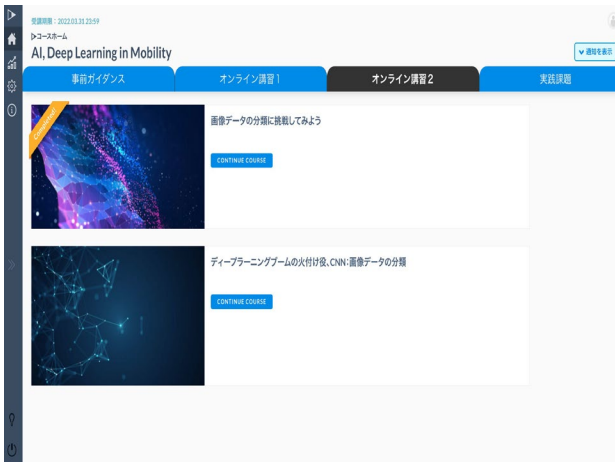 受講期限：2022.03.31 23:59
コースホーム
AI, Deep Learning in Mobility
通知を表示
事前ガイダンス
オンライン講習1
オンライン講習2
実践課題
Completed
画像データの分類に挑戦してみよう
CONTINUE COURSE
ディープラーニングブームの火付け役、CNN：画像データの分類
CONTINUE COURSE